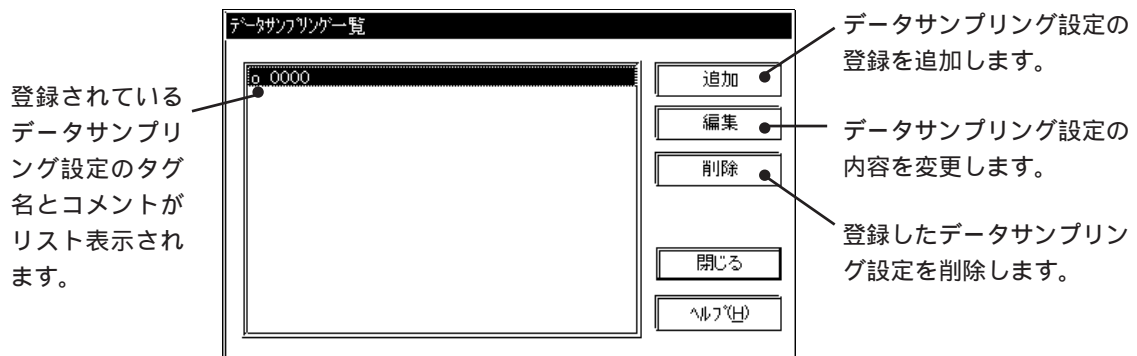 ﾃﾞｰﾀｻﾝﾌﾟﾘﾝｸﾞ一覧
o_0000
追加
編集
削除
閉じる
ﾍﾙﾌﾟ(H)
登録されている
データサンプリ
ング設定のタグ
名とコメントが
リスト表示され
ます。
データサンプリング設定の
登録を追加します。
データサンプリング設定の
内容を変更します。
登録したデータサンプリン
グ設定を削除します。